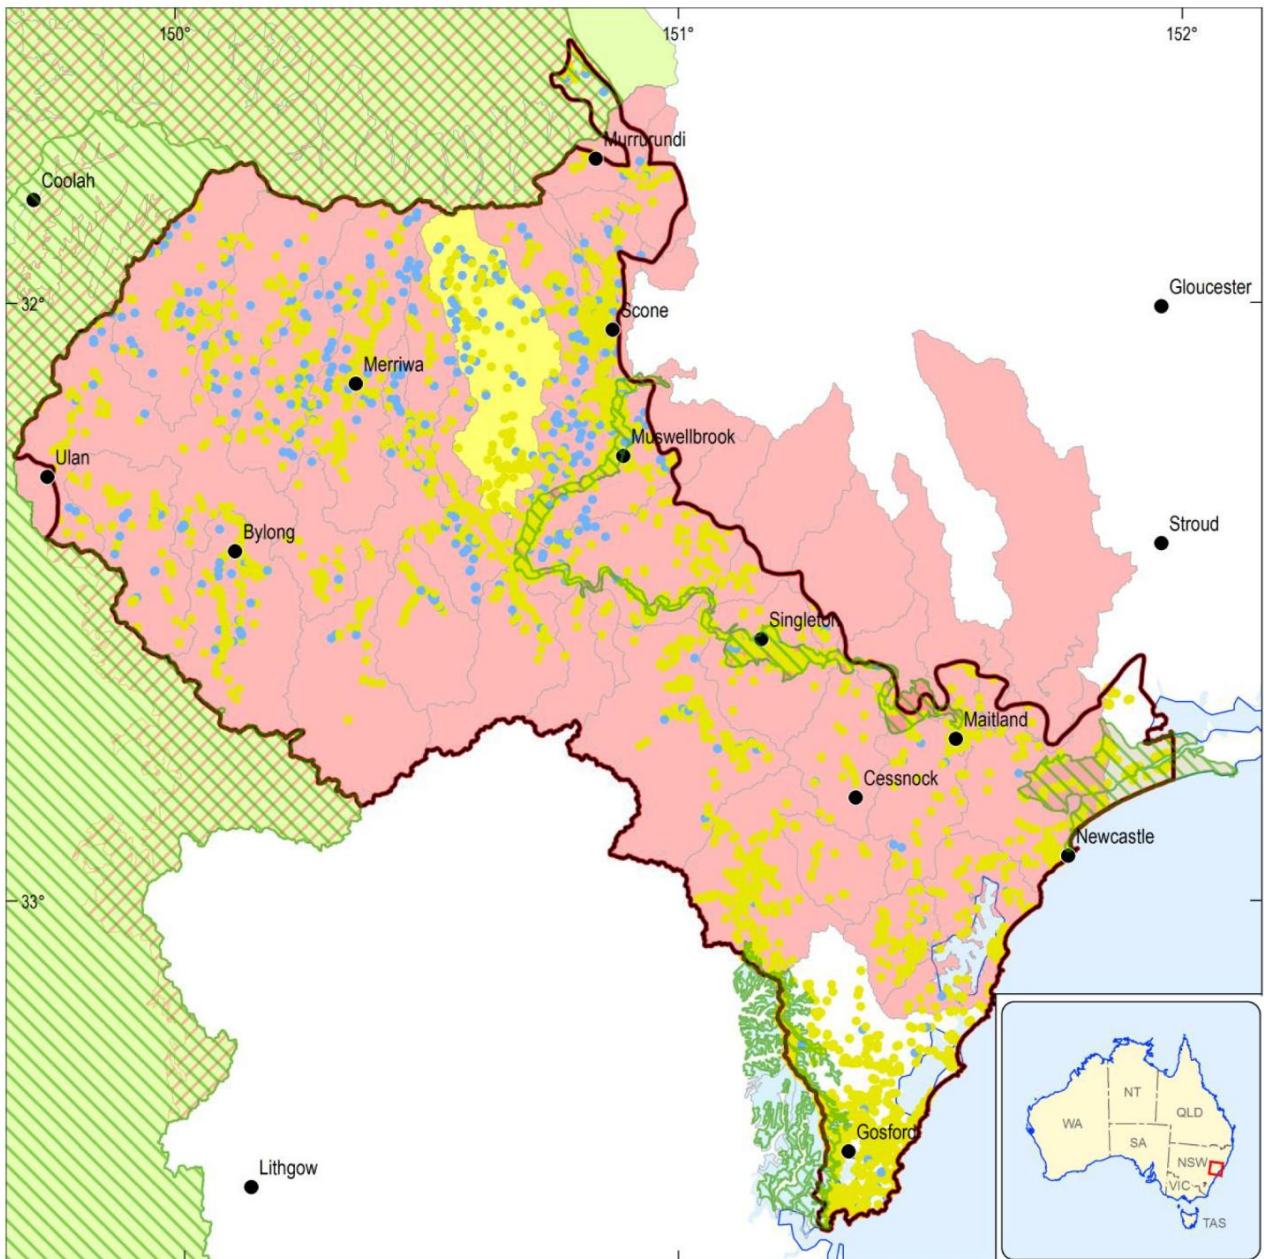 150°
151°
152°
Murrurundi
Coolah
32°
Gloucester
Scone
Merriwa
Muswellbrook
Ulan
Stroud
Bylong
Singleton
Maitland
Cessnock
Newcastle
33°
Gosford
Lithgow
NT
WA
QLD
SA
NSW
VIC
TAS